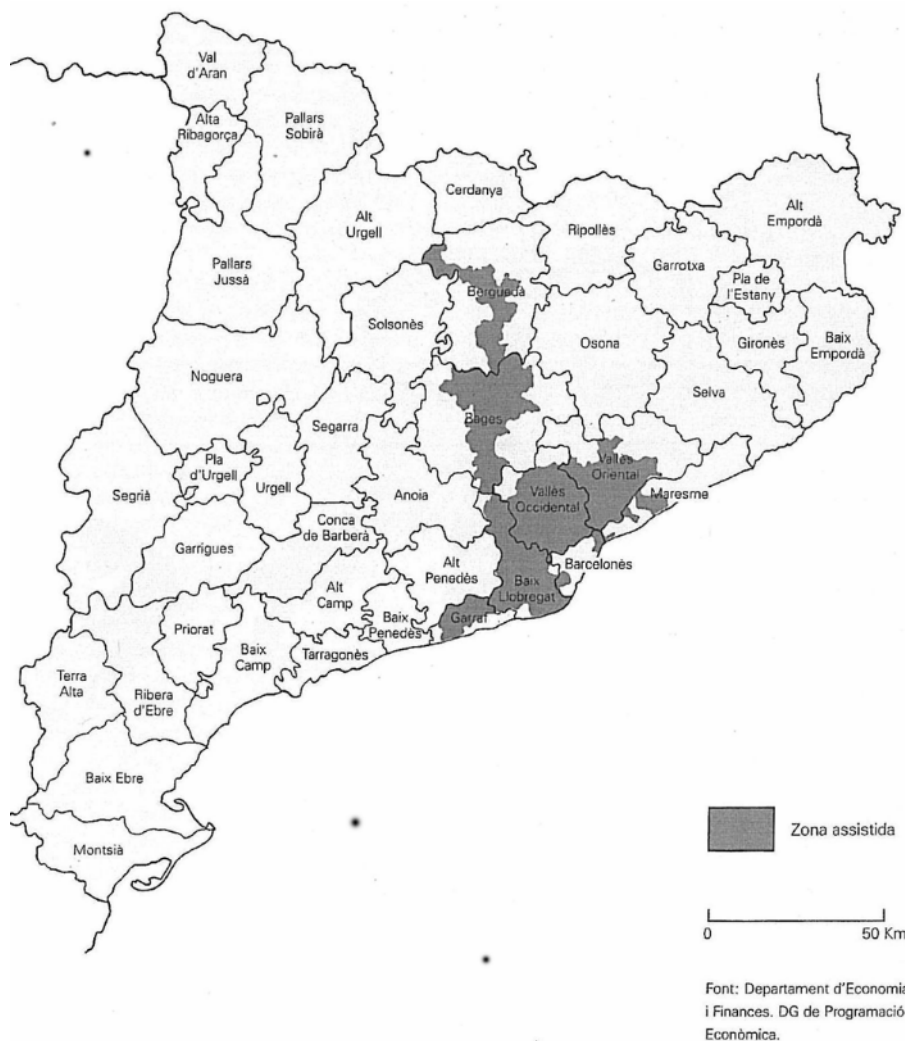 Val
d'Aran
Alta
Ribagorça
Pallars
Sobirà
Cerdanya
Alt
Urgell
Ripollès
Alt
Empordà
Garrotxa
Pla de
l'Estany
Pallars
Jussà
Berguedà
Solsonès
Osona
Gironès
Baix
Empordà
Noguera
Selva
Segarra
Bages
Pla
d'Urgell
Urgell
Vallès
Oriental
Segrià
Anoia
Vallès
Occidental
Maresme
Conca
de Barberà
Garrigues
Alt
Penedès
Barcelonès
Baix
Llobregat
Alt
Camp
Garraf
Priorat
Baix
Penedès
Baix
Camp
Tarragonès
Terra
Alta
Ribera
d'Ebre
Baix Ebre
Montsià
Zona assistida
0 50 Km
Font: Departament d'Economia
i Finances. DG de Programació
Econòmica.